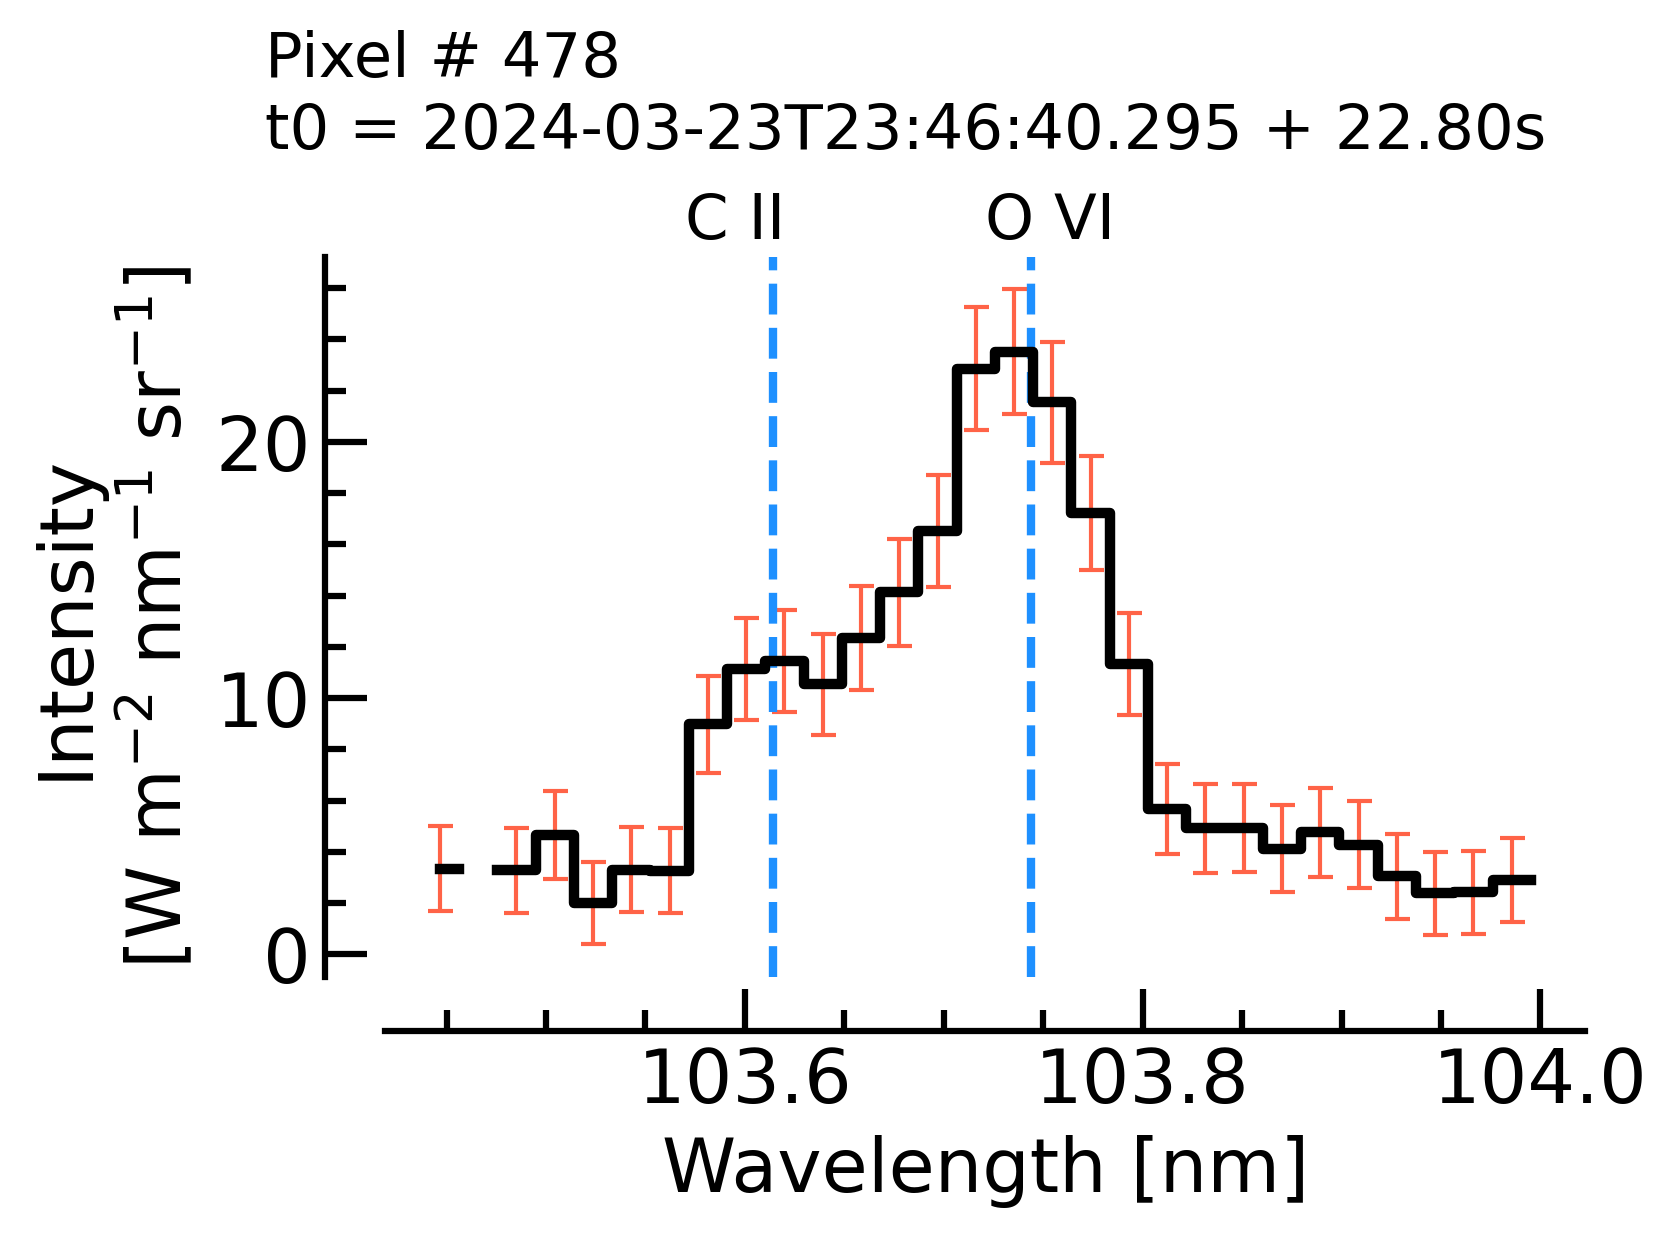 Pixel # 478
t0 = 2024-03-23T23:46:40.295 + 22.80s
C II O VI
Intensity
[W m⁻² nm⁻¹ sr⁻¹]
20
10
0
103.6 103.8 104.0
Wavelength [nm]